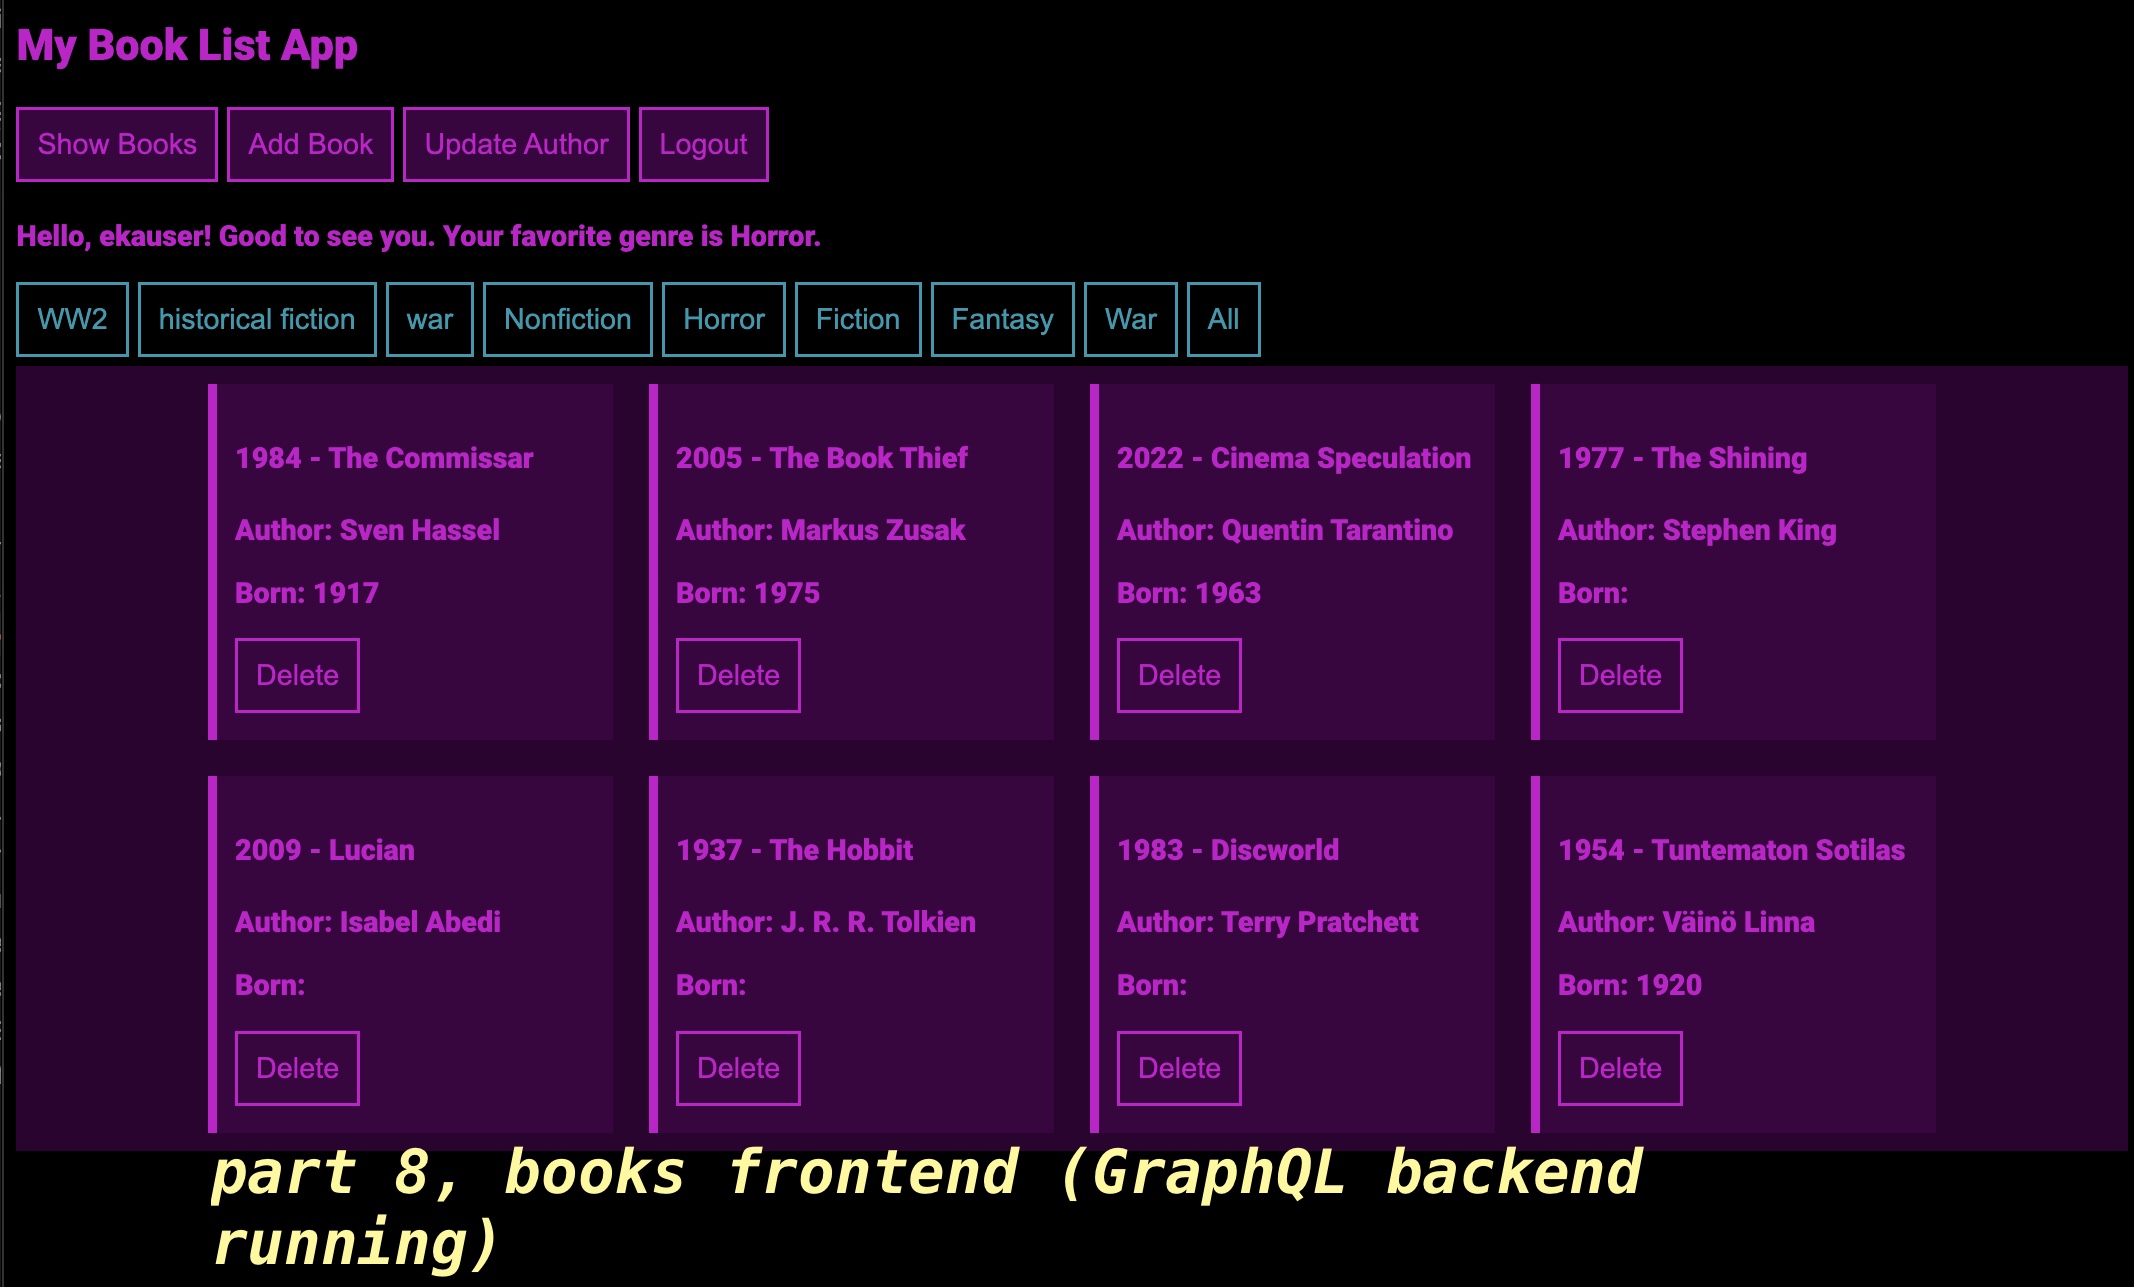 My Book List App
Show Books Add Book Update Author Logout
Hello, ekauser! Good to see you. Your favorite genre is Horror.
WW2 historical fiction war Nonfiction Horror Fiction Fantasy War All
1984 - The Commissar
Author: Sven Hassel
Born: 1917
Delete
2005 - The Book Thief
Author: Markus Zusak
Born: 1975
Delete
2022 - Cinema Speculation
Author: Quentin Tarantino
Born: 1963
Delete
1977 - The Shining
Author: Stephen King
Born:
Delete
2009 - Lucian
Author: Isabel Abedi
Born:
Delete
1937 - The Hobbit
Author: J. R. R. Tolkien
Born:
Delete
1983 - Discworld
Author: Terry Pratchett
Born:
Delete
1954 - Tuntematon Sotilas
Author: Väinö Linna
Born: 1920
Delete
part 8, books frontend (GraphQL backend
running)